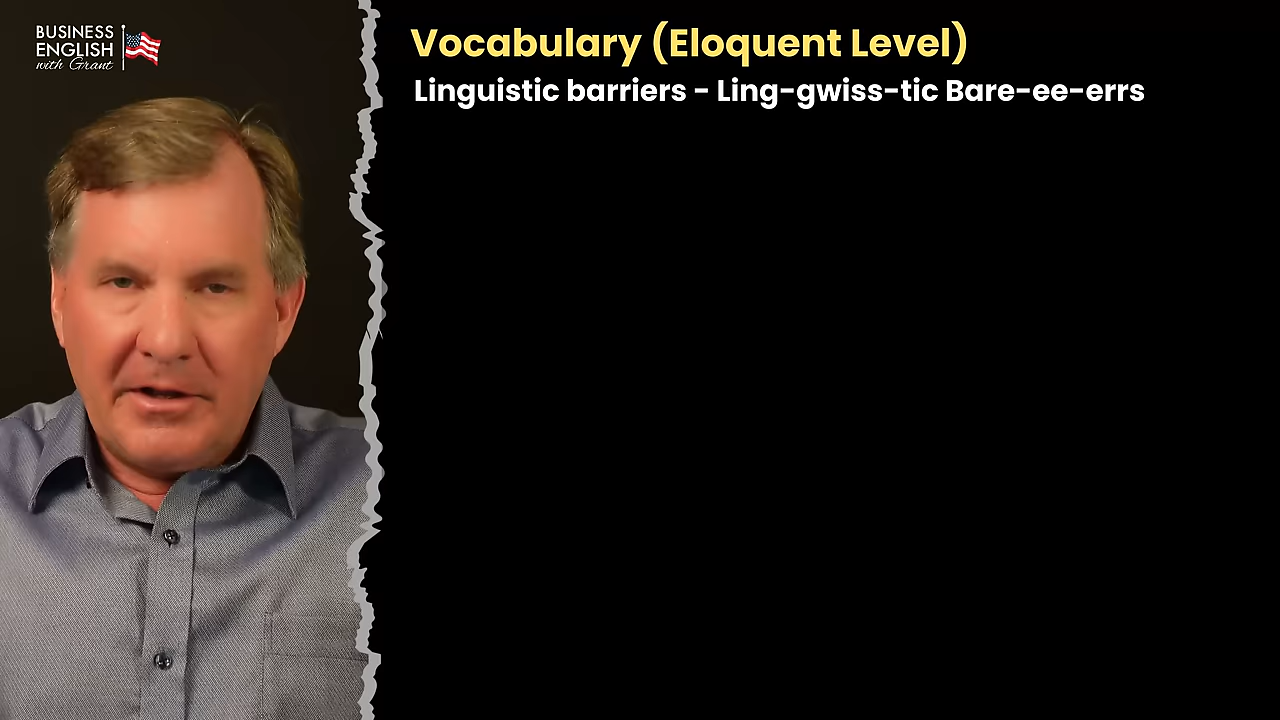 BUSINESS
ENGLISH
with Grant
Vocabulary (Eloquent Level)
Linguistic barriers - Ling-gwiss-tic Bare-ee-errs